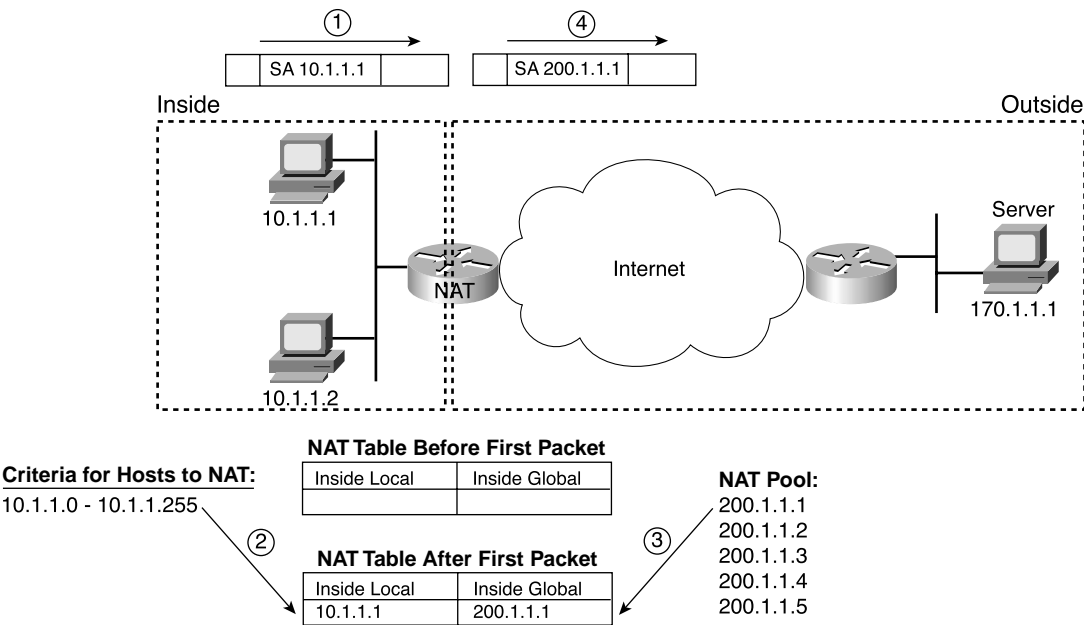 1
4
SA 10.1.1.1
SA 200.1.1.1
Inside
Outside
10.1.1.1
Server
Internet
NAT
170.1.1.1
10.1.1.2
NAT Table Before First Packet
Criteria for Hosts to NAT:
Inside Local Inside Global
NAT Pool:
10.1.1.0 - 10.1.1.255
200.1.1.1
200.1.1.2
2
3
NAT Table After First Packet
200.1.1.3
Inside Local Inside Global
200.1.1.4
10.1.1.1 200.1.1.1
200.1.1.5